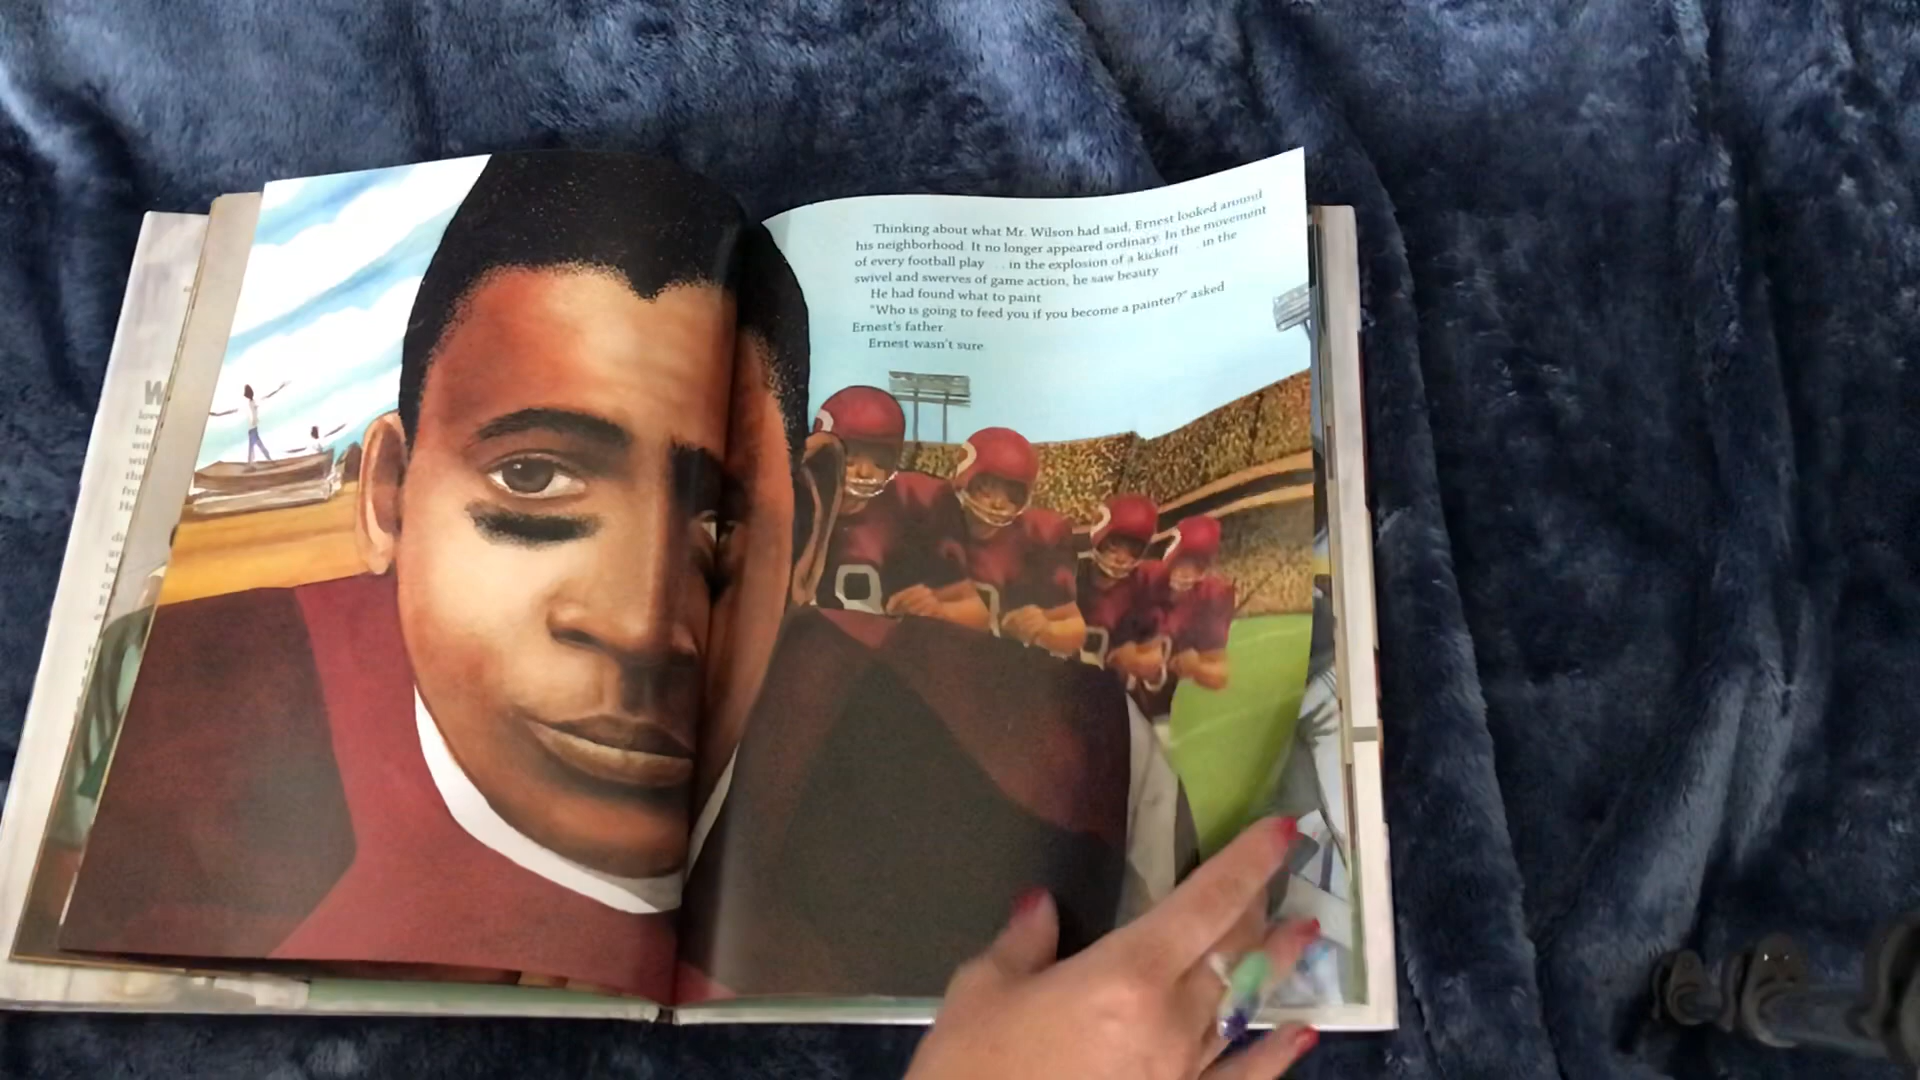 Thinking about what Mr. Wilson had said, Ernest looked around
his neighborhood. It no longer appeared ordinary. In the movement
of every football play . . . in the explosion of a kickoff . . . in the
swivel and swerves of game action, he saw beauty.
He had found what to paint.
"Who is going to feed you if you become a painter?" asked
Ernest's father.
Ernest wasn't sure.